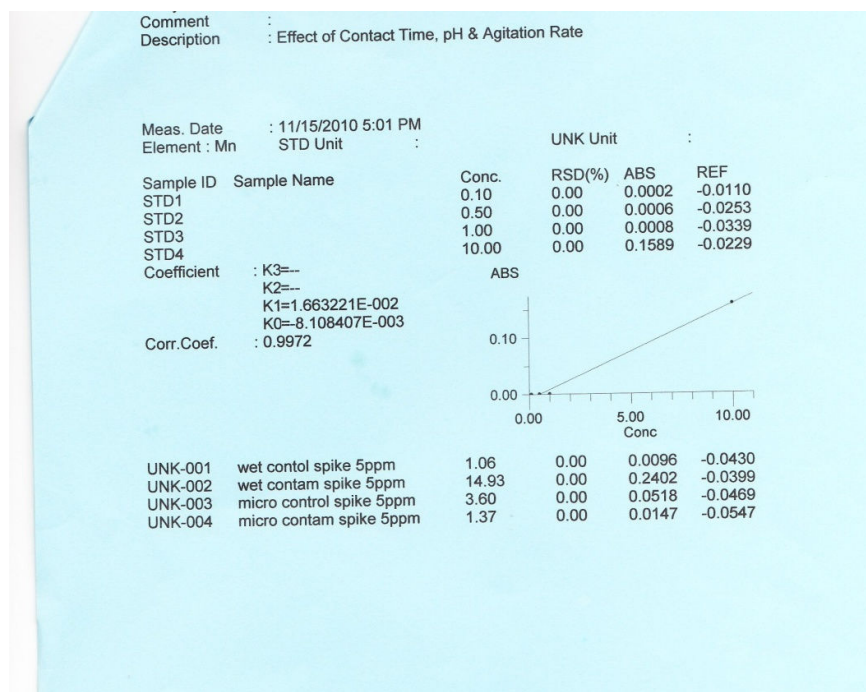 Comment :
Description : Effect of Contact Time, pH & Agitation Rate
Meas. Date : 11/15/2010 5:01 PM
Element : Mn STD Unit : UNK Unit :
Sample ID Sample Name Conc. RSD(%) ABS REF
STD1 0.10 0.00 0.0002 -0.0110
STD2 0.50 0.00 0.0006 -0.0253
STD3 1.00 0.00 0.0008 -0.0339
STD4 10.00 0.00 0.1589 -0.0229
Coefficient : K3=--
K2=--
K1=1.663221E-002
K0=-8.108407E-003
Corr.Coef. : 0.9972
ABS
0.10
0.00
0.00 5.00 10.00
Conc
UNK-001 wet contol spike 5ppm 1.06 0.00 0.0096 -0.0430
UNK-002 wet contam spike 5ppm 14.93 0.00 0.2402 -0.0399
UNK-003 micro control spike 5ppm 3.60 0.00 0.0518 -0.0469
UNK-004 micro contam spike 5ppm 1.37 0.00 0.0147 -0.0547